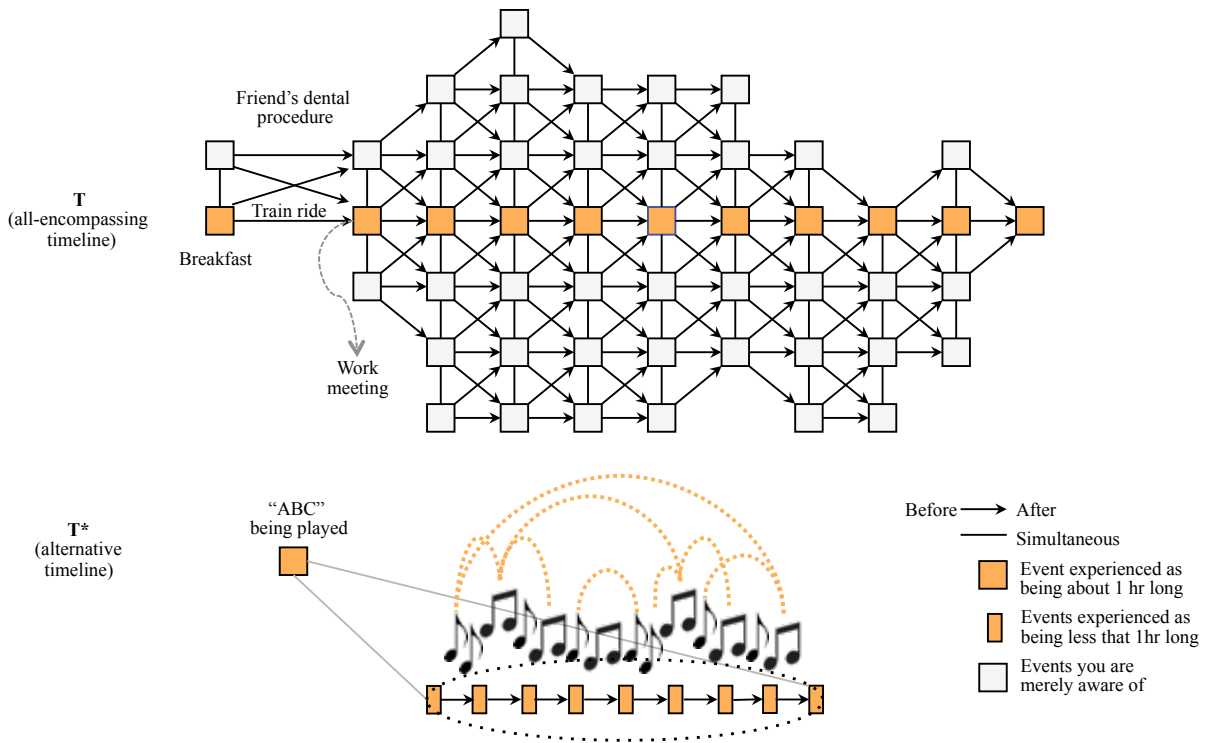 Friend's dental
procedure
T
(all-encompassing
timeline)
Train ride
Breakfast
Work
meeting
T*
(alternative
timeline)
“ABC”
being played
Before
After
Simultaneous
Event experienced as
being about 1 hr long
Events experienced as
being less that 1hr long
Events you are
merely aware of